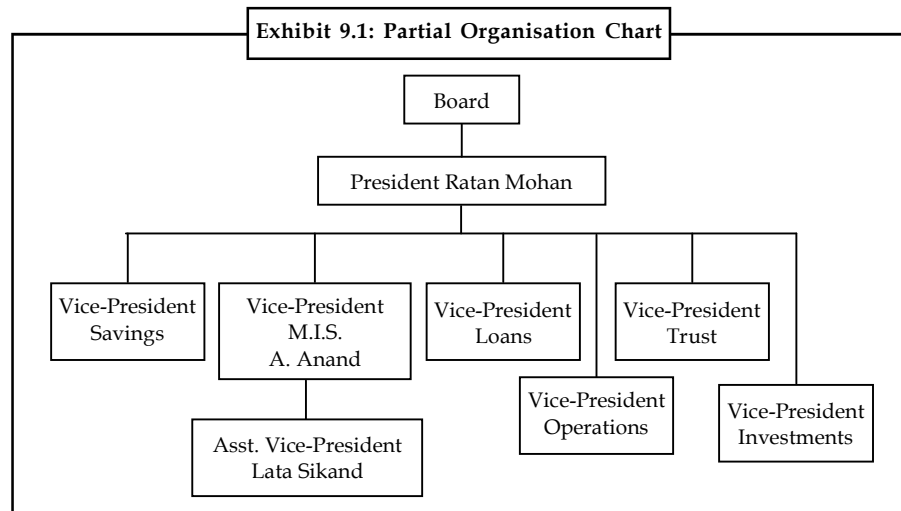 Exhibit 9.1: Partial Organisation Chart
Board
President Ratan Mohan
Vice-President
Savings
Vice-President
M.I.S.
A. Anand
Vice-President
Loans
Vice-President
Trust
Vice-President
Operations
Vice-President
Investments
Asst. Vice-President
Lata Sikand